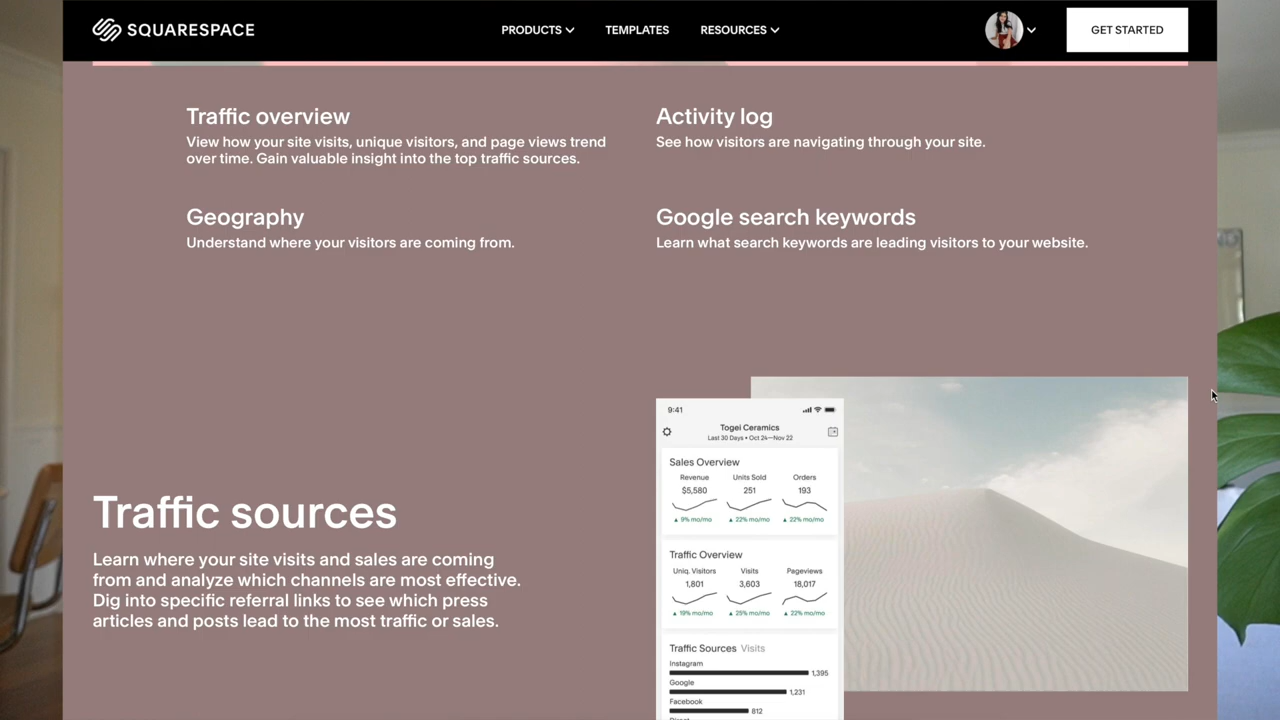 SQUARESPACE
PRODUCTS
TEMPLATES
RESOURCES
GET STARTED
Traffic overview
View how your site visits, unique visitors, and page views trend
over time. Gain valuable insight into the top traffic sources.
Activity log
See how visitors are navigating through your site.
Geography
Understand where your visitors are coming from.
Google search keywords
Learn what search keywords are leading visitors to your website.
Traffic sources
Learn where your site visits and sales are coming
from and analyze which channels are most effective.
Dig into specific referral links to see which press
articles and posts lead to the most traffic or sales.
9:41
Togei Ceramics
Last 30 Days • Oct 24—Nov 22
Sales Overview
Revenue Units Sold Orders
$5,580 251 193
▲ 9% mo/mo ▲ 22% mo/mo ▲ 22% mo/mo
Traffic Overview
Uniq. Visitors Visits Pageviews
1,801 3,603 18,017
▲ 19% mo/mo ▲ 25% mo/mo ▲ 22% mo/mo
Traffic Sources Visits
Instagram
1,395
Google
1,231
Facebook
812